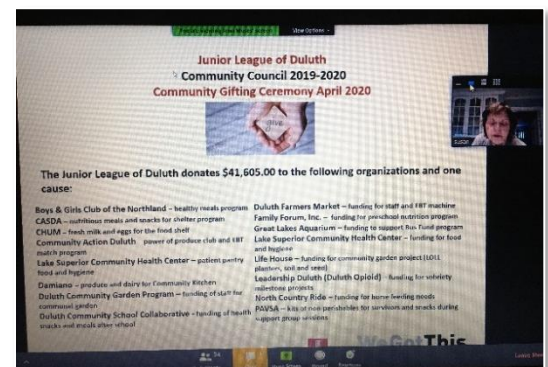 View Options
Junior League of Duluth
Community Council 2019-2020
Community Gifting Ceremony April 2020
give
The Junior League of Duluth donates $41,605.00 to the following organizations and one
cause:
Boys & Girls Club of the Northland – healthy meals program
CASDA – nutritious meals and snacks for shelter program
CHUM – fresh milk and eggs for the food shelf
Community Action Duluth power of produce club and EBT
match program
Lake Superior Community Health Center – patient pantry
food and hygiene
Damiano – produce and dairy for Community Kitchen
Duluth Community Garden Program – funding of staff for
communal garden
Duluth Community School Collaborative – funding of health
snacks and meals after school
Duluth Farmers Market – funding for staff and EBT machine
Family Forum, Inc. – funding for preschool nutrition program
Great Lakes Aquarium – funding to support Bus Fund program
Lake Superior Community Health Center – funding for food
and hygiene
Life House – funding for community garden project (LOLL
planters, soil and seed)
Leadership Duluth (Duluth Opioid) – funding for sobriety
milestone projects
North Country Ride – funding for horse feeding needs
PAVSA – kits of non perishables for survivors and snacks during
support group sessions
WeGotThis
Susan
54